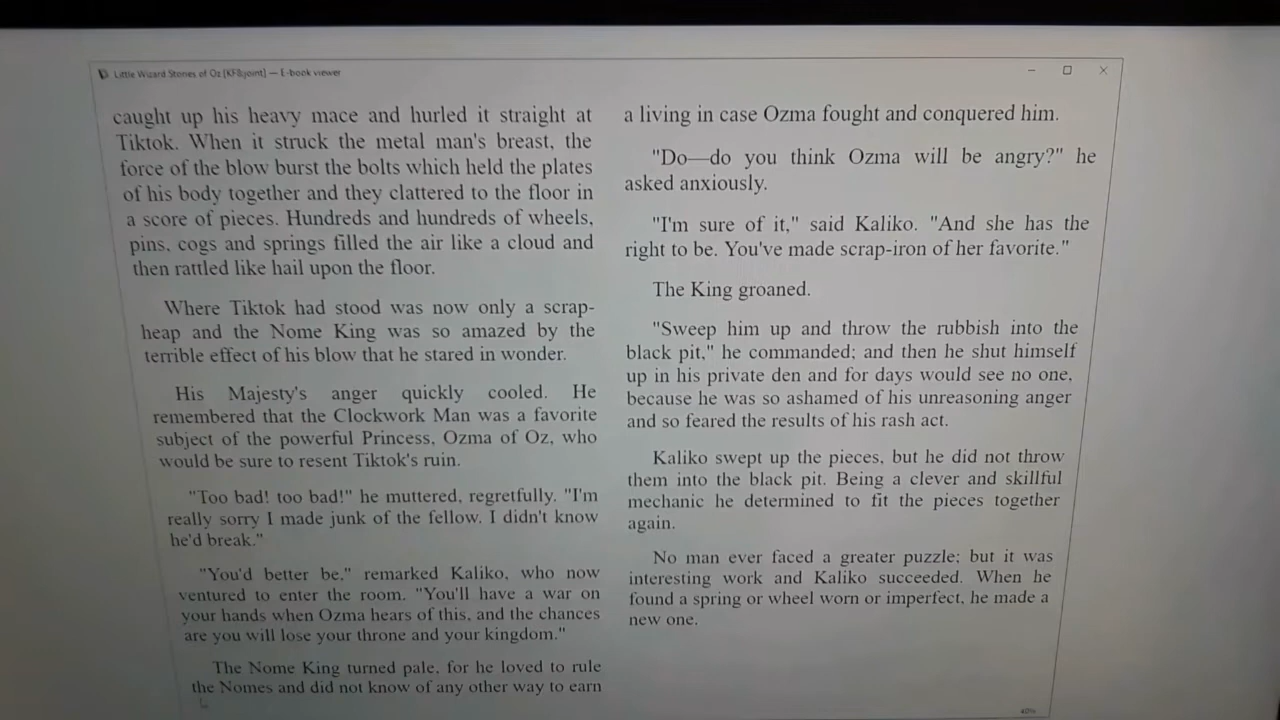 Little Wizard Stories of Oz [KF8:joint] — E-book viewer
caught up his heavy mace and hurled it straight at
Tiktok. When it struck the metal man's breast, the
force of the blow burst the bolts which held the plates
of his body together and they clattered to the floor in
a score of pieces. Hundreds and hundreds of wheels,
pins, cogs and springs filled the air like a cloud and
then rattled like hail upon the floor.
Where Tiktok had stood was now only a scrap-
heap and the Nome King was so amazed by the
terrible effect of his blow that he stared in wonder.
His Majesty's anger quickly cooled. He
remembered that the Clockwork Man was a favorite
subject of the powerful Princess, Ozma of Oz, who
would be sure to resent Tiktok's ruin.
"Too bad! too bad!" he muttered, regretfully. "I'm
really sorry I made junk of the fellow. I didn't know
he'd break."
"You'd better be," remarked Kaliko, who now
ventured to enter the room. "You'll have a war on
your hands when Ozma hears of this, and the chances
are you will lose your throne and your kingdom."
The Nome King turned pale, for he loved to rule
the Nomes and did not know of any other way to earn
a living in case Ozma fought and conquered him.
"Do—do you think Ozma will be angry?" he
asked anxiously.
"I'm sure of it," said Kaliko. "And she has the
right to be. You've made scrap-iron of her favorite."
The King groaned.
"Sweep him up and throw the rubbish into the
black pit," he commanded; and then he shut himself
up in his private den and for days would see no one,
because he was so ashamed of his unreasoning anger
and so feared the results of his rash act.
Kaliko swept up the pieces, but he did not throw
them into the black pit. Being a clever and skillful
mechanic he determined to fit the pieces together
again.
No man ever faced a greater puzzle; but it was
interesting work and Kaliko succeeded. When he
found a spring or wheel worn or imperfect, he made a
new one.
40%